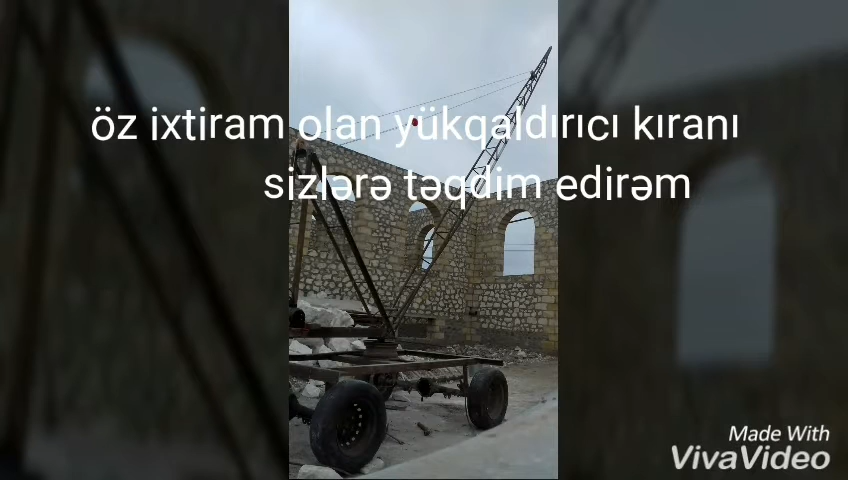 öz ixtiram olan yükqaldırıcı kıranı
sizlərə təqdim edirəm
Made With
VivaVideo